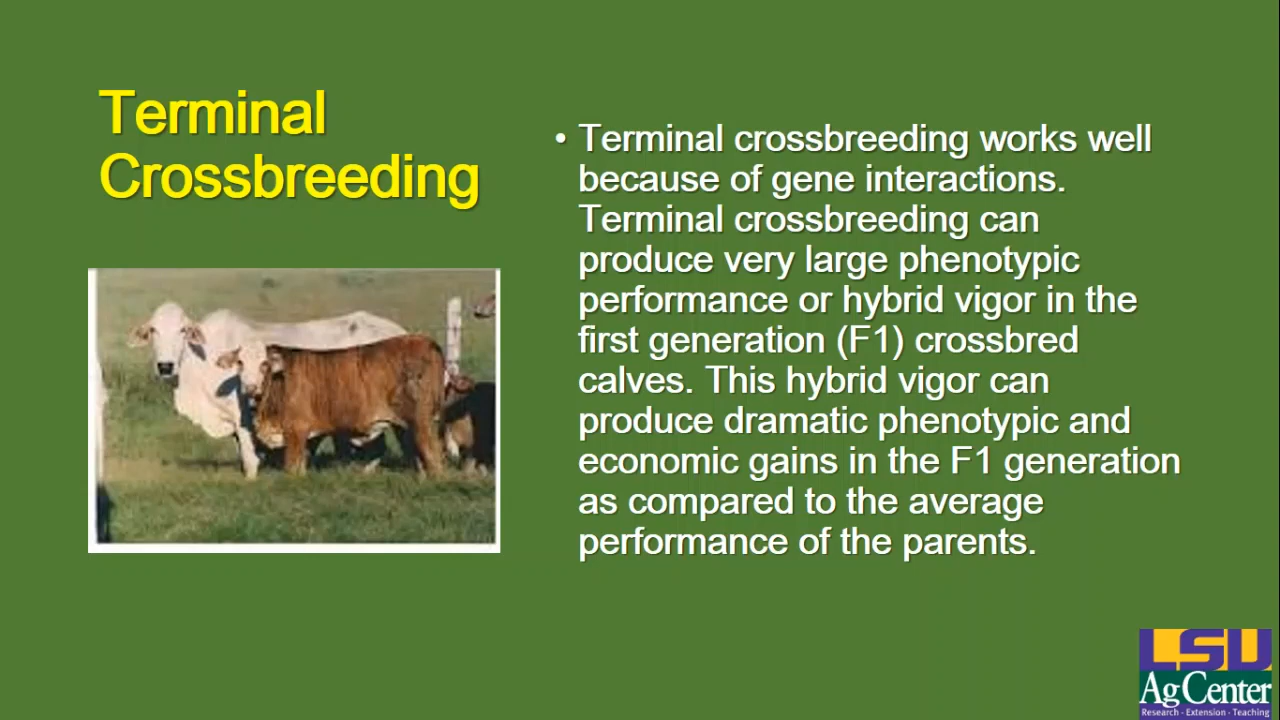 Terminal
Crossbreeding
• Terminal crossbreeding works well
because of gene interactions.
Terminal crossbreeding can
produce very large phenotypic
performance or hybrid vigor in the
first generation (F1) crossbred
calves. This hybrid vigor can
produce dramatic phenotypic and
economic gains in the F1 generation
as compared to the average
performance of the parents.
LSU
AgCenter
Research - Extension - Teaching